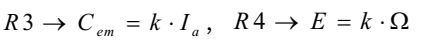 R3 → C_em = k · I_a , R4 → E = k · Ω